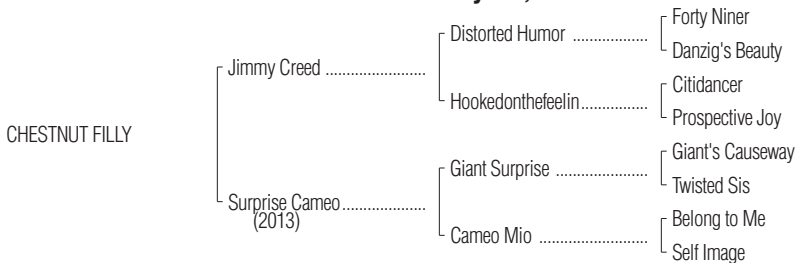 Forty Niner
Distorted Humor ....................
Danzig's Beauty
Jimmy Creed ........................
Citidancer
Hookedonthefeelin................
Prospective Joy
CHESTNUT FILLY
Giant's Causeway
Giant Surprise ......................
Twisted Sis
Surprise Cameo....................
(2013)
Belong to Me
Cameo Mio ..........................
Self Image